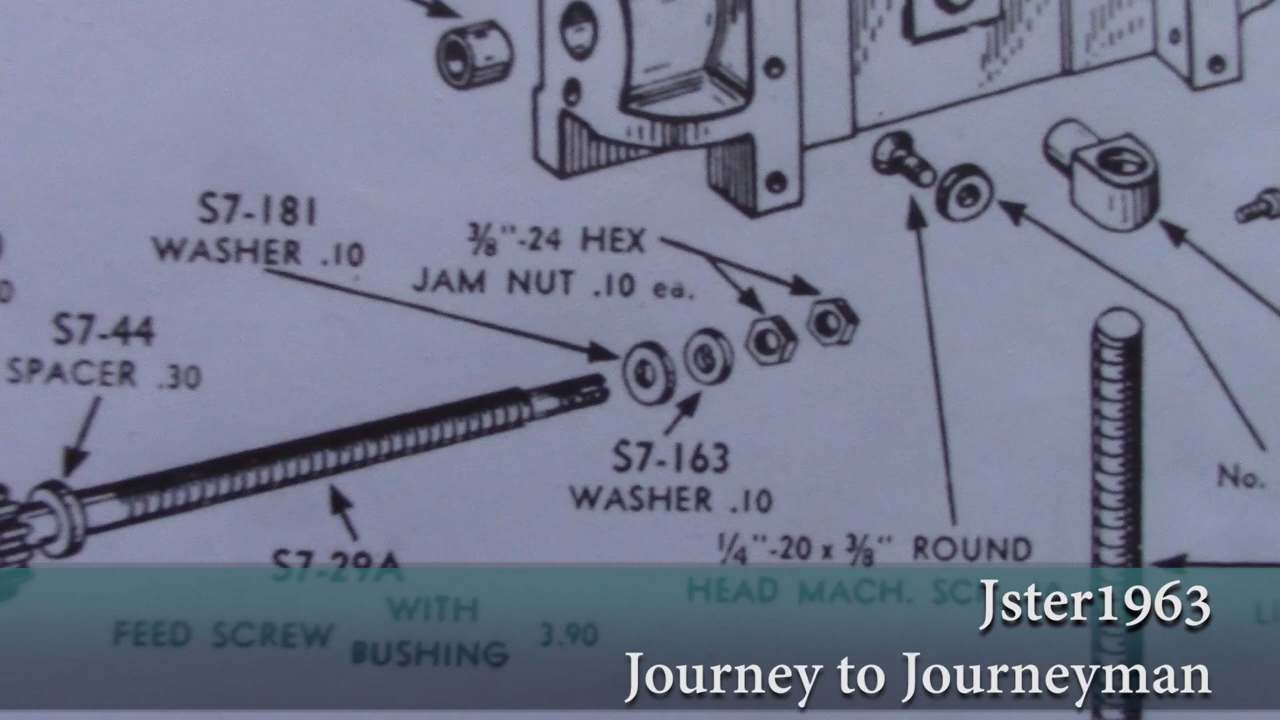 S7-181
WASHER .10
⅜"-24 HEX
JAM NUT .10 ea.
S7-44
SPACER .30
S7-163
WASHER .10
No.
¼"-20 x ⅜" ROUND
HEAD MACH.
S7-29A
FEED SCREW WITH BUSHING 3.90
Jster1963
Journey to Journeyman